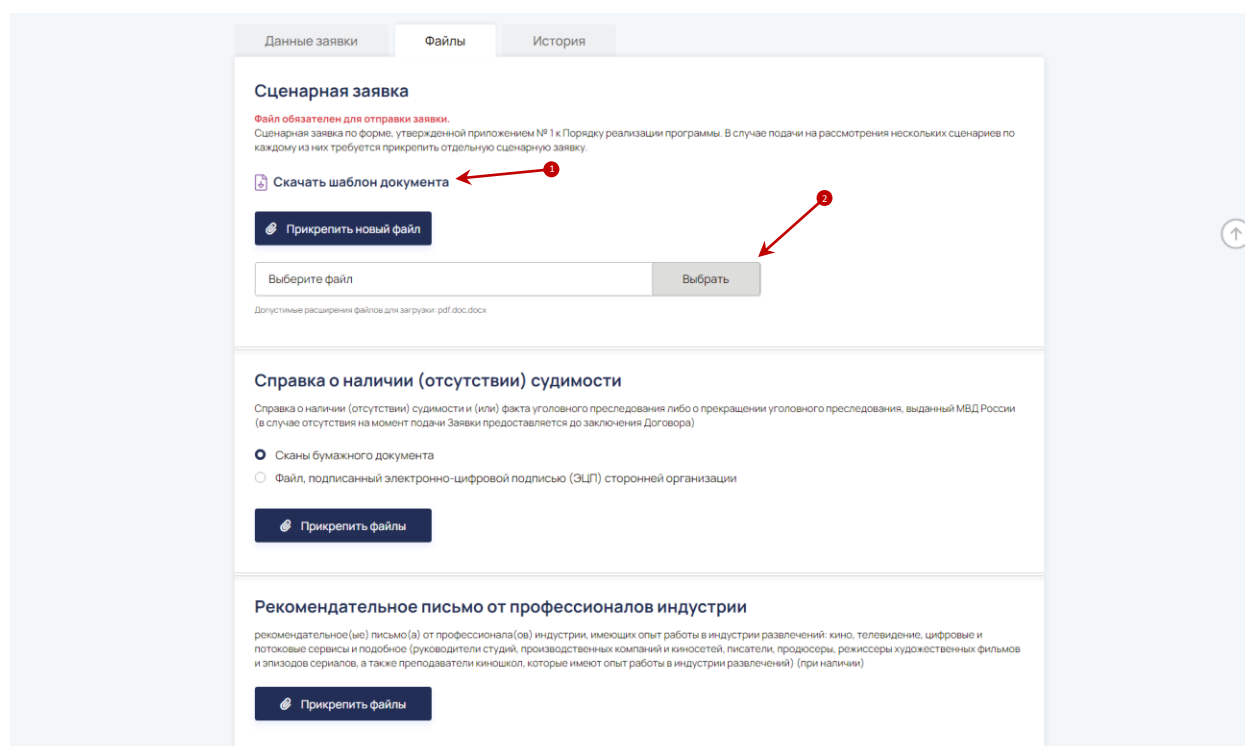 Данные заявки
Файлы
История
Сценарная заявка
Файл обязателен для отправки заявки.
Сценарная заявка по форме, утвержденной приложением № 1 к Порядку реализации программы. В случае подачи на рассмотрения нескольких сценариев по
каждому из них требуется прикрепить отдельную сценарную заявку.
1
Скачать шаблон документа
2
Прикрепить новый файл
Выберите файл
Выбрать
Допустимые расширения файлов для загрузки: pdf.doc.docx
Справка о наличии (отсутствии) судимости
Справка о наличии (отсутствии) судимости и (или) факта уголовного преследования либо о прекращении уголовного преследования, выданный МВД России
(в случае отсутствия на момент подачи Заявки предоставляется до заключения Договора)
Сканы бумажного документа
Файл, подписанный электронно-цифровой подписью (ЭЦП) сторонней организации
Прикрепить файлы
Рекомендательное письмо от профессионалов индустрии
рекомендательное(ые) письмо(а) от профессионала(ов) индустрии, имеющих опыт работы в индустрии развлечений: кино, телевидение, цифровые и
потоковые сервисы и подобное (руководители студий, производственных компаний и киносетей, писатели, продюсеры, режиссеры художественных фильмов
и эпизодов сериалов, а также преподаватели киношкол, которые имеют опыт работы в индустрии развлечений) (при наличии)
Прикрепить файлы